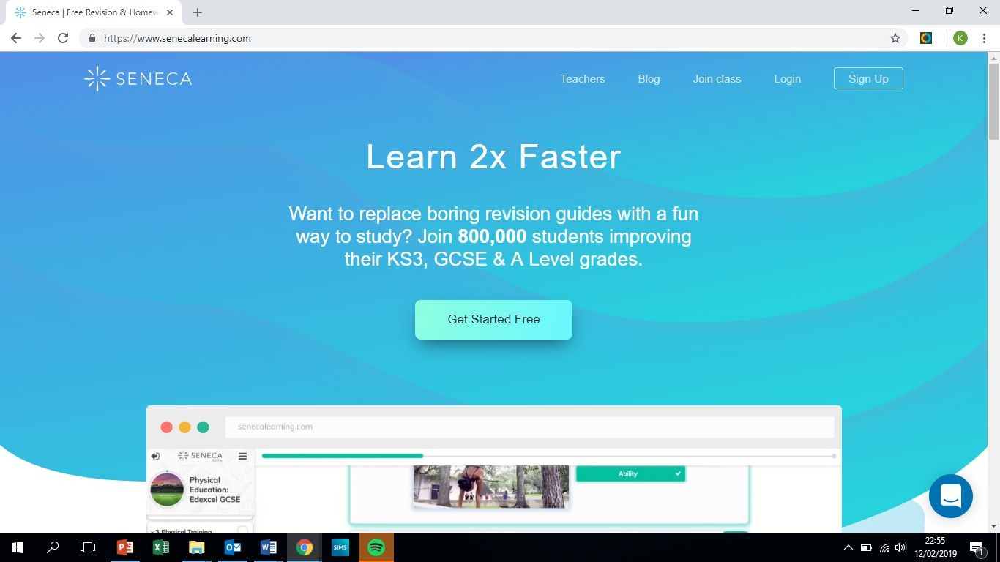 Seneca | Free Revision & Homew
https://www.senecalearning.com
K
SENECA
Teachers
Blog
Join class
Login
Sign Up
Learn 2x Faster
Want to replace boring revision guides with a fun
way to study? Join 800,000 students improving
their KS3, GCSE & A Level grades.
Get Started Free
senecalearning.com
SENECA
BETA
Physical
Education:
Edexcel GCSE
Ability
3 Physical Training
SIMS
22:55
12/02/2019
1